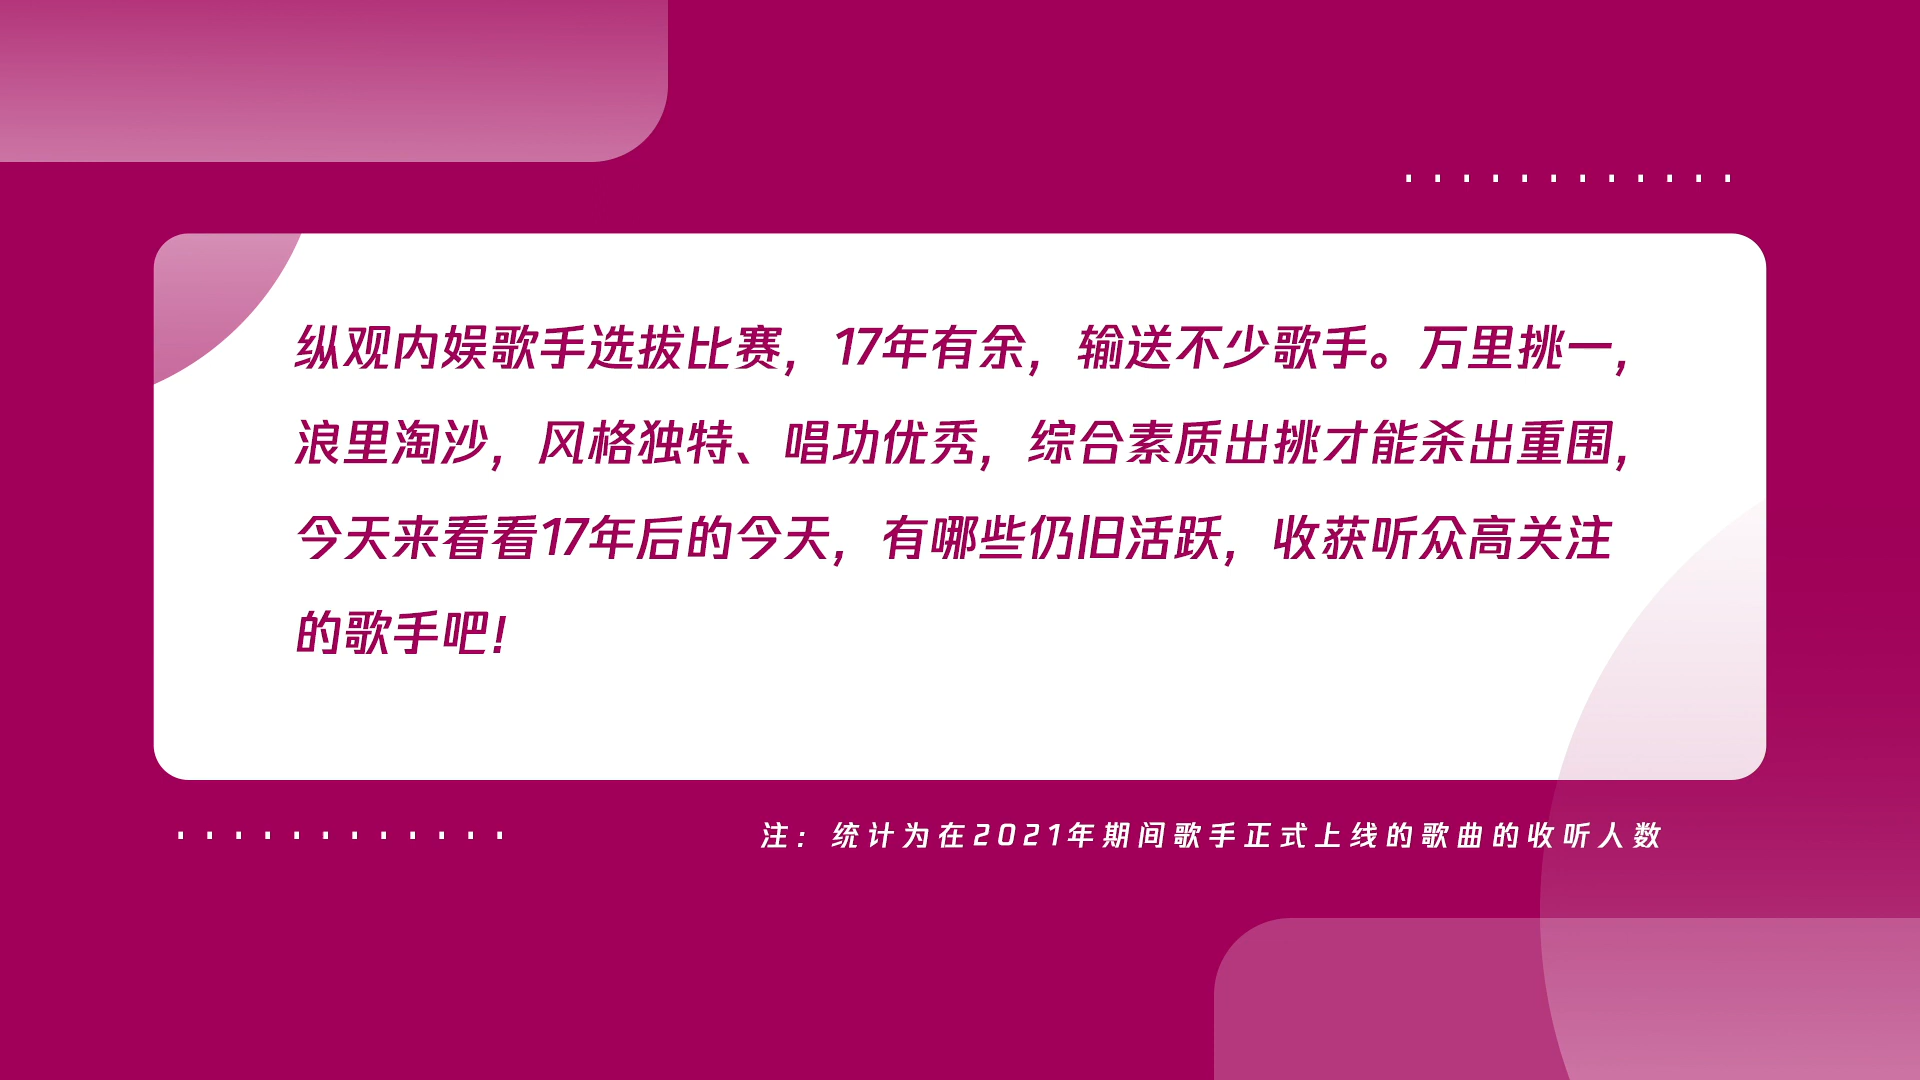 纵观内娱歌手选拔比赛，17年有余，输送不少歌手。万里挑一，
浪里淘沙，风格独特、唱功优秀，综合素质出挑才能杀出重围，
今天来看看17年后的今天，有哪些仍旧活跃，收获听众高关注
的歌手吧！
注：统计为在2021年期间歌手正式上线的歌曲的收听人数